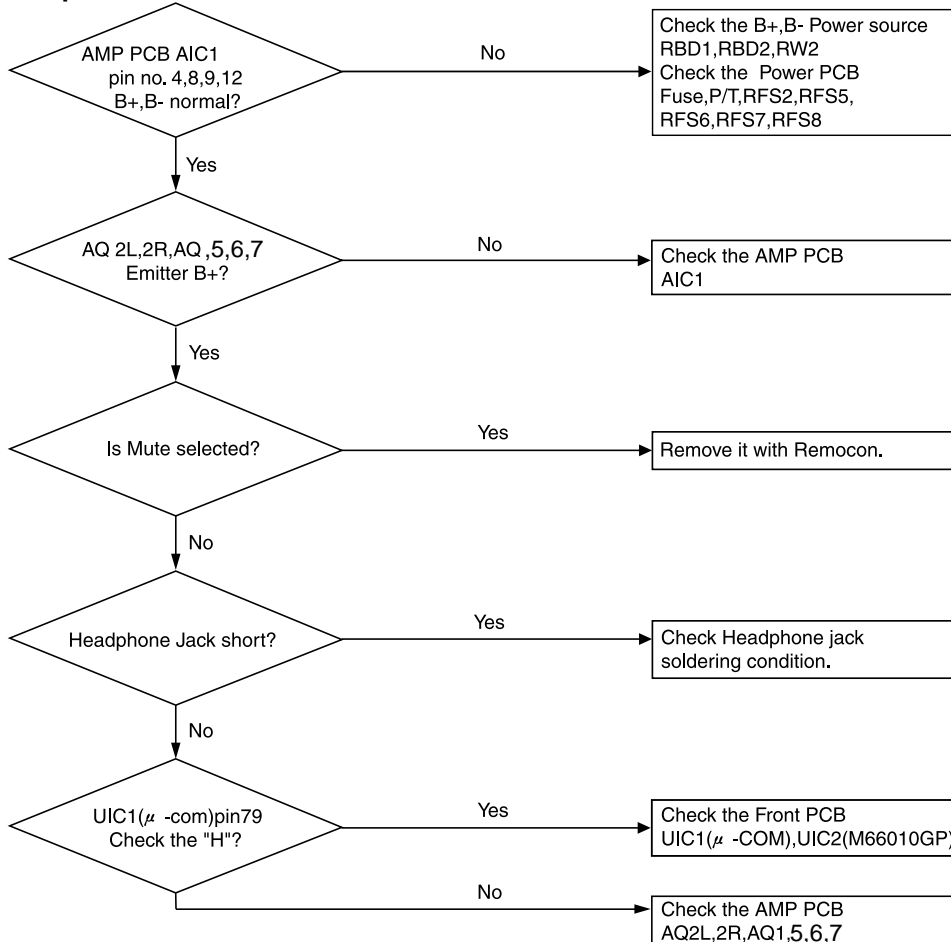 AMP PCB AIC1
pin no. 4,8,9,12
B+,B- normal?
No
Check the B+,B- Power source
RBD1,RBD2,RW2
Check the Power PCB
Fuse,P/T,RFS2,RFS5,
RFS6,RFS7,RFS8
Yes
AQ 2L,2R,AQ ,5,6,7
Emitter B+?
No
Check the AMP PCB
AIC1
Yes
Is Mute selected?
Yes
Remove it with Remocon.
No
Headphone Jack short?
Yes
Check Headphone jack
soldering condition.
No
UIC1(μ -com)pin79
Check the "H"?
Yes
Check the Front PCB
UIC1(μ -COM),UIC2(M66010GP)
No
Check the AMP PCB
AQ2L,2R,AQ1,5,6,7